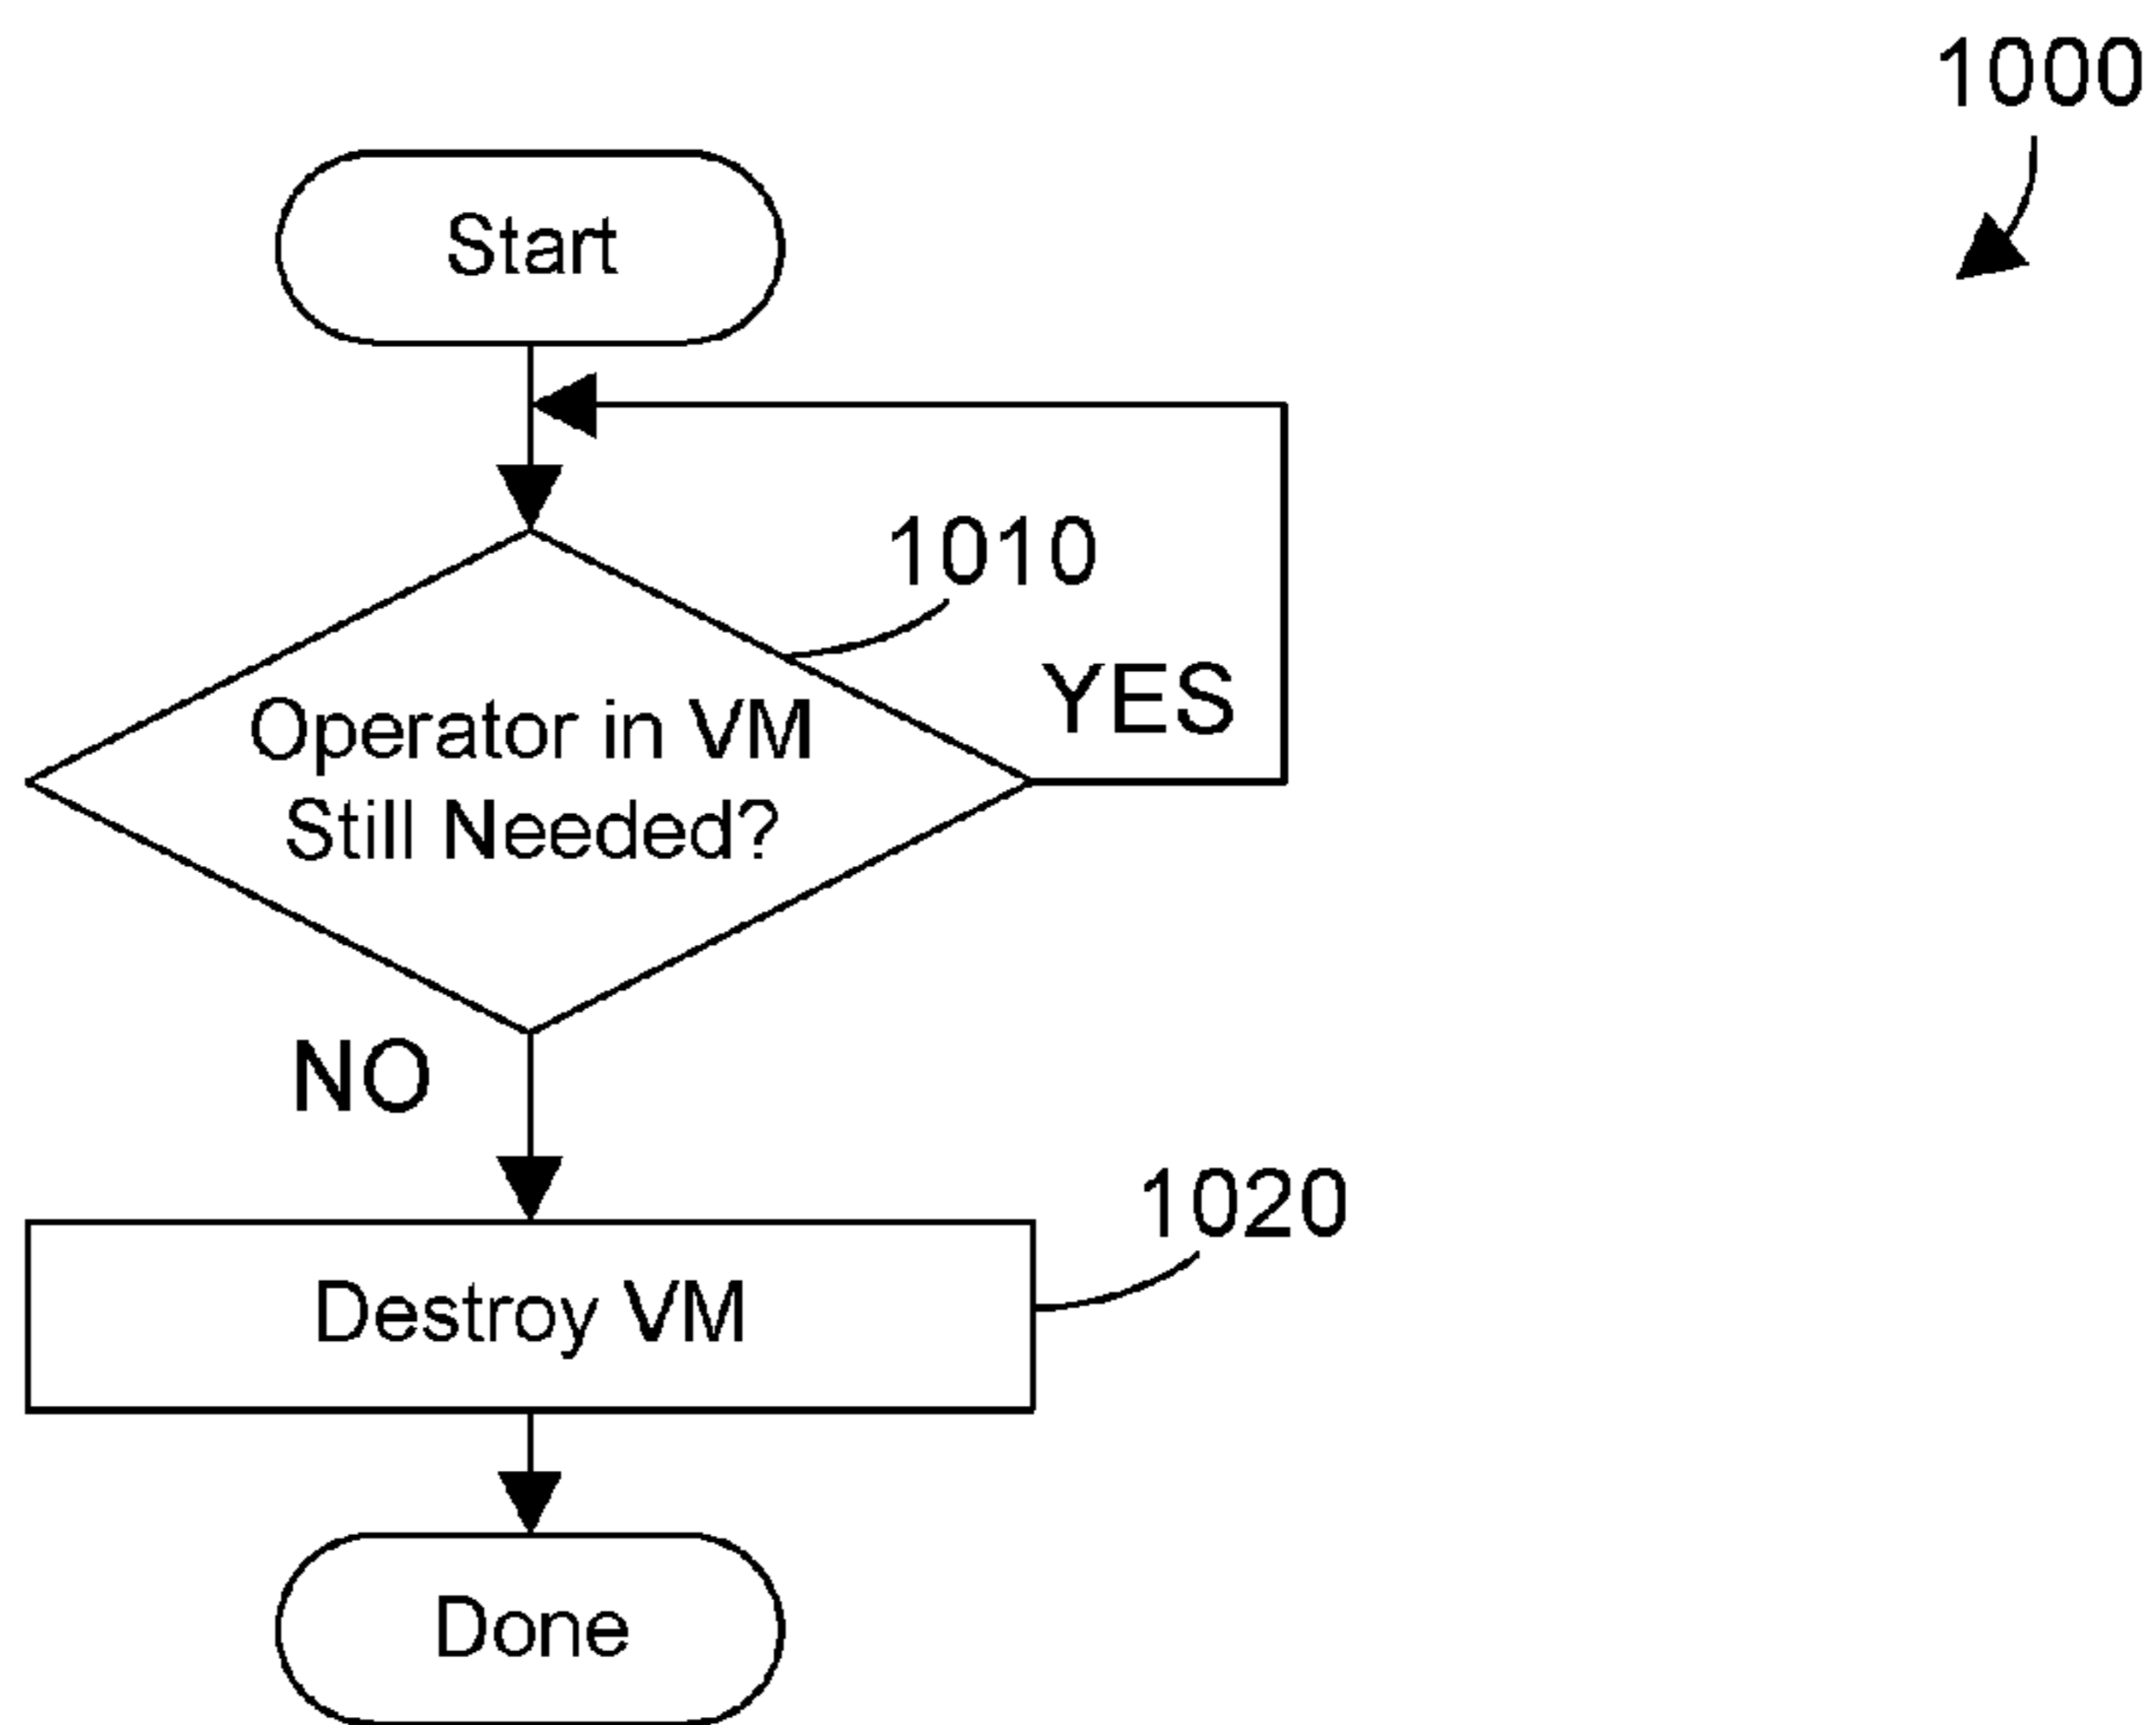 1000
Start
1010
YES
Operator in VM
Still Needed?
NO
1020
Destroy VM
Done